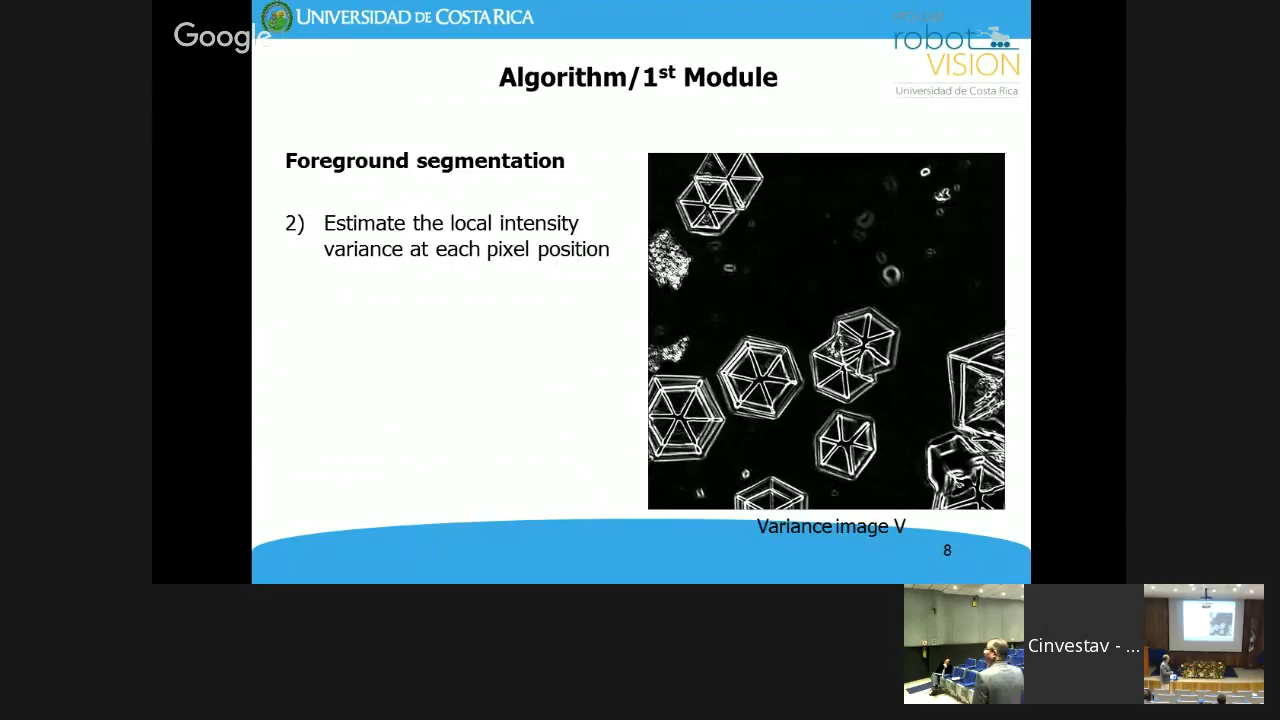 UNIVERSIDAD DE COSTA RICA
Google
robot
VISION
Universidad de Costa Rica
Algorithm/1st Module
Foreground segmentation
2) Estimate the local intensity
variance at each pixel position
Variance image V
8
Cinvestav - ...